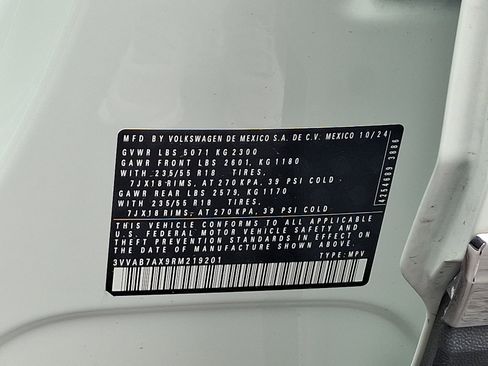 MFD BY VOLKSWAGEN DE MEXICO S.A. DE C.V. MEXICO 10/24
GVWR LBS 5071 KG 2300
GAWR FRONT LBS 2601, KG 1180
WITH 235/55 R18 TIRES,
7JX18 RIMS, AT 270 KPA, 39 PSI COLD
GAWR REAR LBS 2579, KG 1170
WITH 235/55 R18 TIRES,
7JX18 RIMS, AT 270 KPA, 39 PSI COLD
THIS VEHICLE CONFORMS TO ALL APPLICABLE
U.S. FEDERAL MOTOR VEHICLE SAFETY AND
THEFT PREVENTION STANDARDS IN EFFECT ON
THE DATE OF MANUFACTURE SHOWN ABOVE.
3VVAB7AX9RM219201 TYPE: MPV